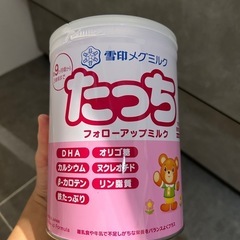 雪印メグミルク
たっち
フォローアップミルク
DHA オリゴ糖
カルシウム ヌクレオチド
β-カロテン リン脂質
鉄たっぷり